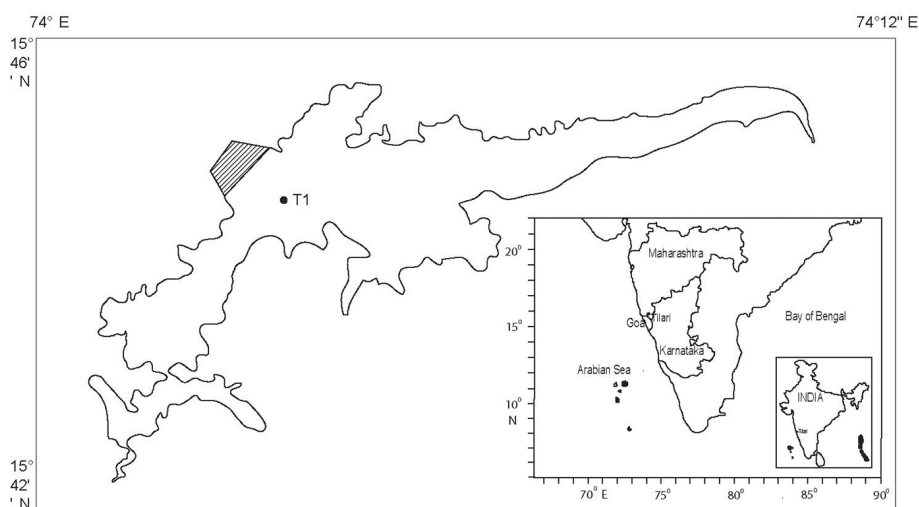 74° E
74°12" E
15°
46'
' N
T1
20°
Maharashtra
Tilari
Goa
15°
Bay of Bengal
Karnataka
Arabian Sea
INDIA
Tilari
10°
N
15°
42'
' N
70° E
75°
80°
85°
90°